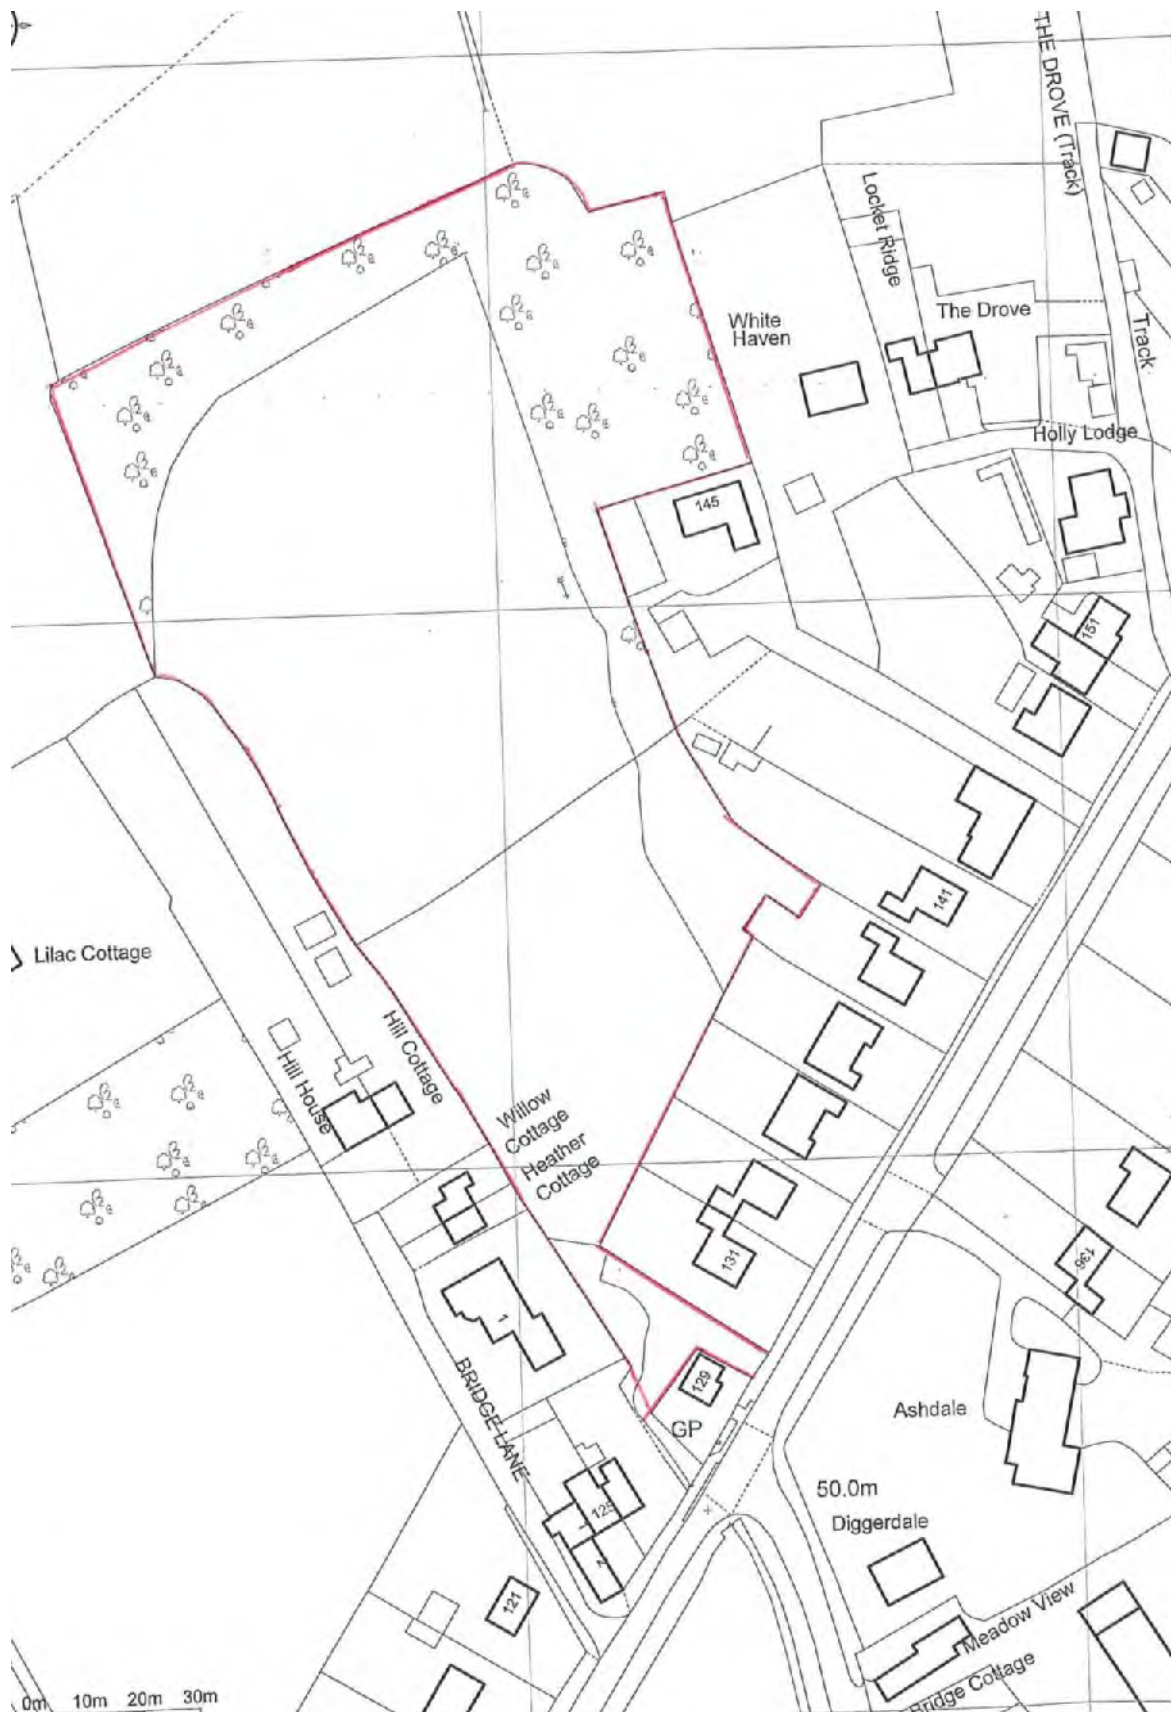 THE DROVE (Track)
Locket Ridge
The Drove
White
Haven
Track
Holly Lodge
145
151
141
Lilac Cottage
Hill Cottage
Hill House
Willow
Cottage
Heather
Cottage
131
136
1
129
GP
BRIDGE LANE
Ashdale
125
50.0m
Diggerdale
2
121
Meadow View
Bridge Cottage
0m 10m 20m 30m